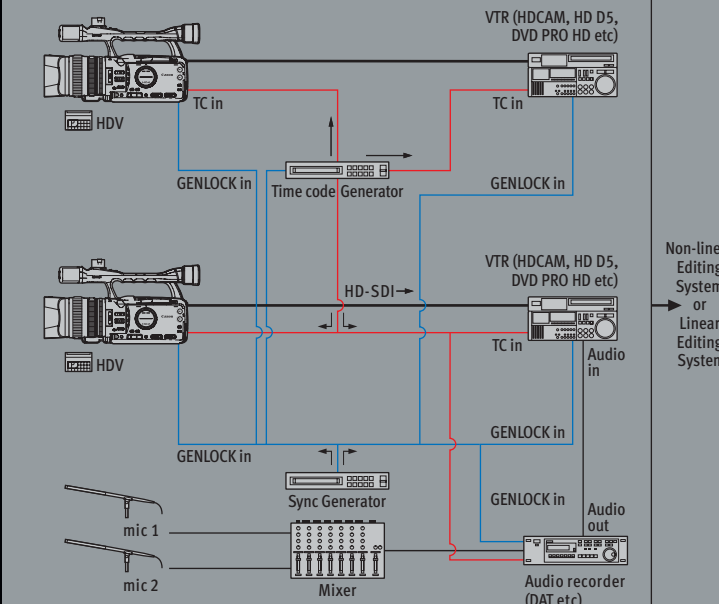 VTR (HDCAM, HD D5,
DVD PRO HD etc)
TC in
TC in
HDV
GENLOCK in
Time code Generator
GENLOCK in
VTR (HDCAM, HD D5,
DVD PRO HD etc)
HD-SDI
TC in
Audio
in
HDV
Non-line
Editing
System
or
Linear
Editing
System
GENLOCK in
GENLOCK in
Sync Generator
GENLOCK in
Audio
out
mic 1
mic 2
Mixer
Audio recorder
(DAT etc)